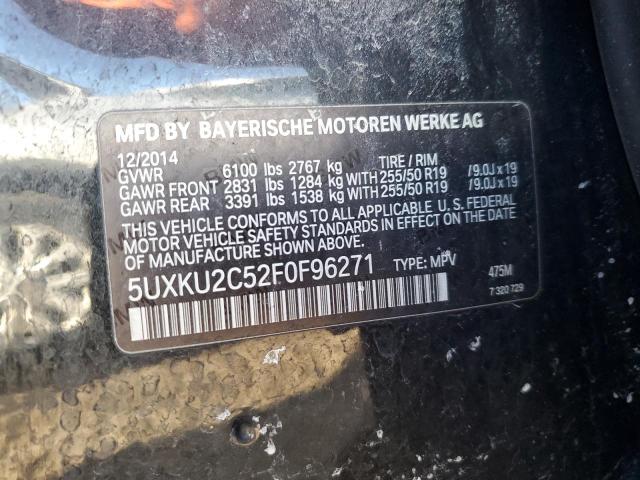 MFD BY BAYERISCHE MOTOREN WERKE AG
12/2014 TIRE / RIM
GVWR 6100 lbs 2767 kg
GAWR FRONT 2831 lbs 1284 kg WITH 255/50 R19 /9.0J x 19
GAWR REAR 3391 lbs 1538 kg WITH 255/50 R19 /9.0J x 19
THIS VEHICLE CONFORMS TO ALL APPLICABLE U. S. FEDERAL
MOTOR VEHICLE SAFETY STANDARDS IN EFFECT ON THE DATE
OF MANUFACTURE SHOWN ABOVE.
5UXKU2C52F0F96271 TYPE: MPV 475M
7 320 729